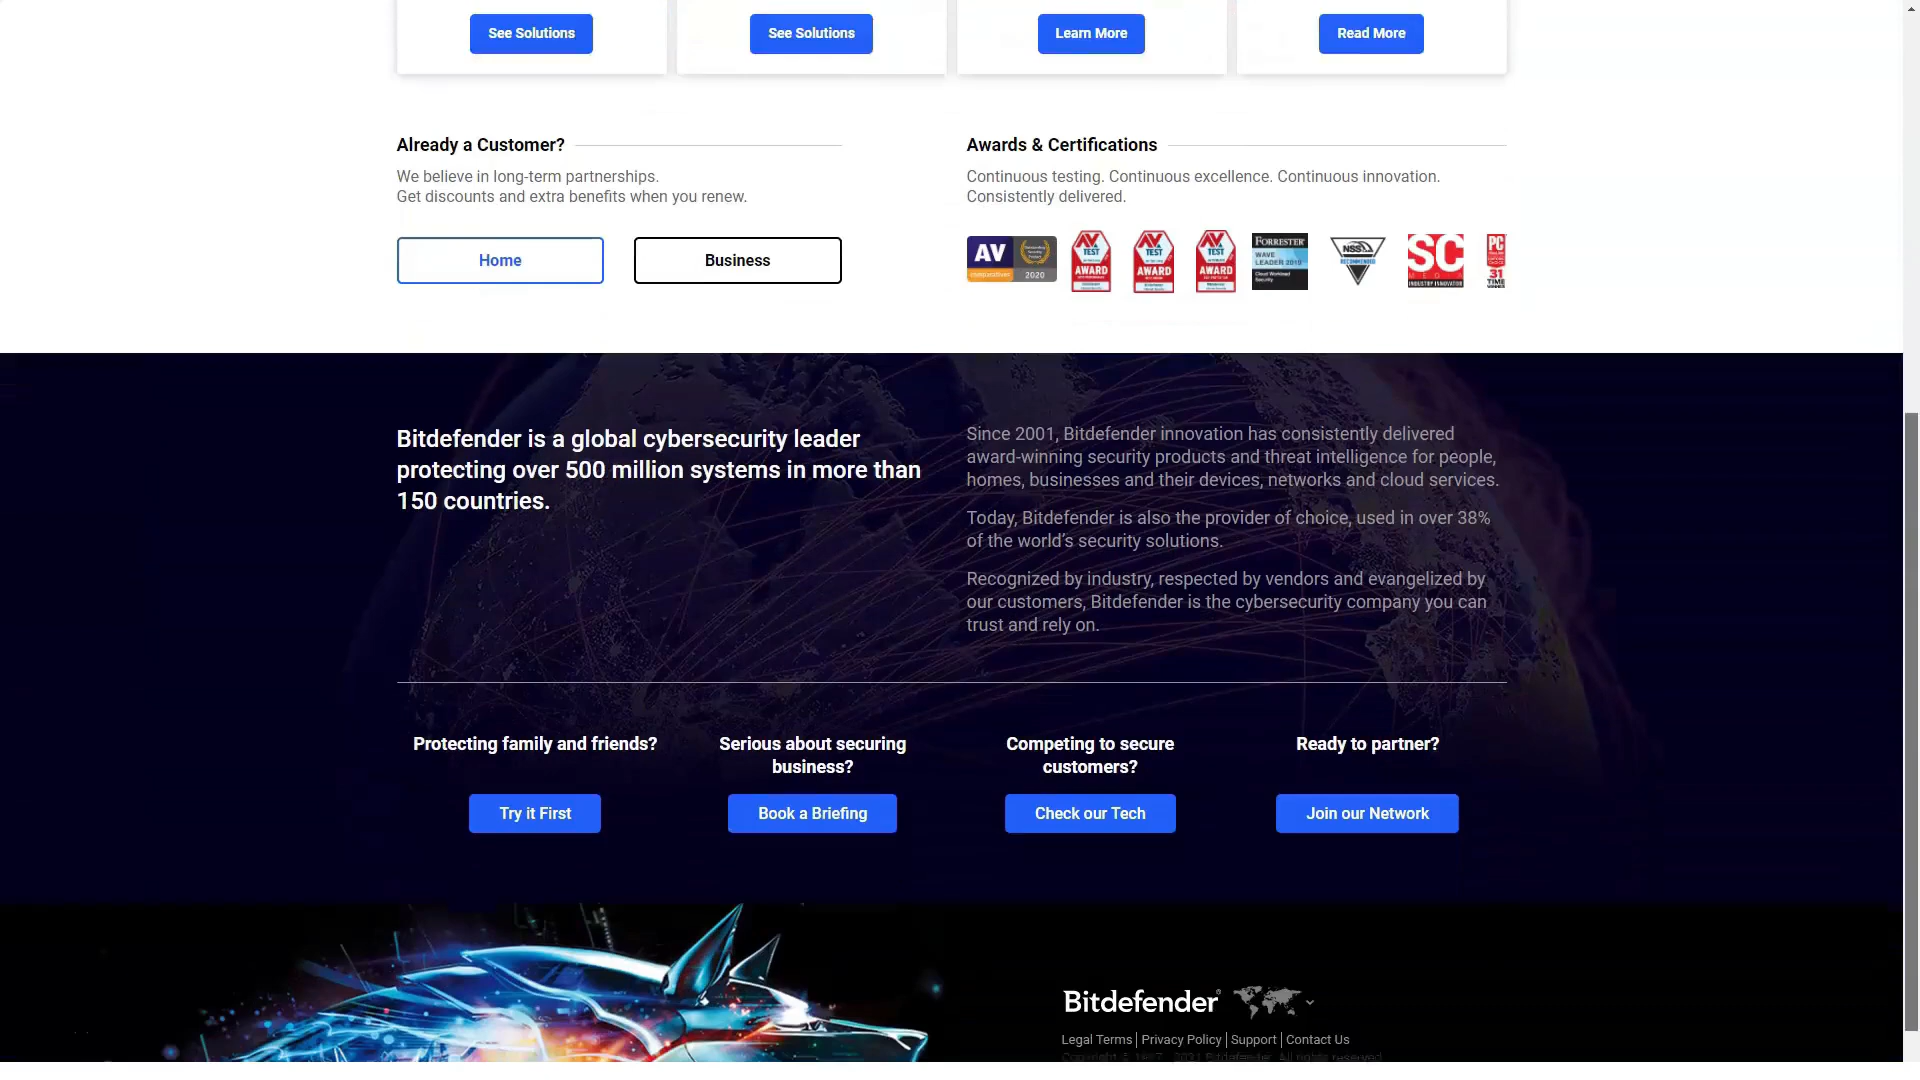 See Solutions
See Solutions
Learn More
Read More
Already a Customer?
We believe in long-term partnerships.
Get discounts and extra benefits when you renew.
Home
Business
Awards & Certifications
Continuous testing. Continuous excellence. Continuous innovation.
Consistently delivered.
AV
comparatives
2020
AV
TEST
AWARD
AV
TEST
AWARD
AV
TEST
AWARD
FORRESTER
WAVE
LEADER 2019
Cloud Workload
Security
NSS
RECOMMENDED
SC
MEDIA
INDUSTRY INNOVATOR
PC
31
TIME
WINNER
Bitdefender is a global cybersecurity leader
protecting over 500 million systems in more than
150 countries.
Since 2001, Bitdefender innovation has consistently delivered
award-winning security products and threat intelligence for people,
homes, businesses and their devices, networks and cloud services.
Today, Bitdefender is also the provider of choice, used in over 38%
of the world’s security solutions.
Recognized by industry, respected by vendors and evangelized by
our customers, Bitdefender is the cybersecurity company you can
trust and rely on.
Protecting family and friends?
Serious about securing
business?
Competing to secure
customers?
Ready to partner?
Try it First
Book a Briefing
Check our Tech
Join our Network
Bitdefender®
Legal Terms | Privacy Policy | Support | Contact Us
Copyright © 1997 - 2021 Bitdefender. All rights reserved.